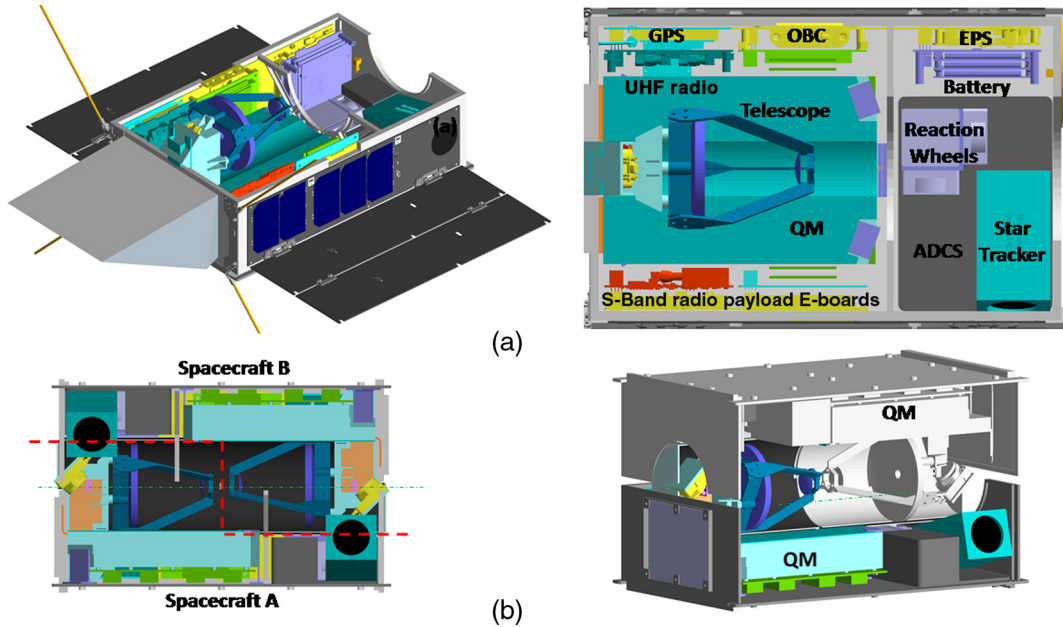 (a)
GPS
OBC
EPS
UHF radio
Battery
Telescope
Reaction
Wheels
QM
ADCS
Star
Tracker
S-Band radio payload E-boards
(a)
Spacecraft B
Spacecraft A
QM
QM
(b)